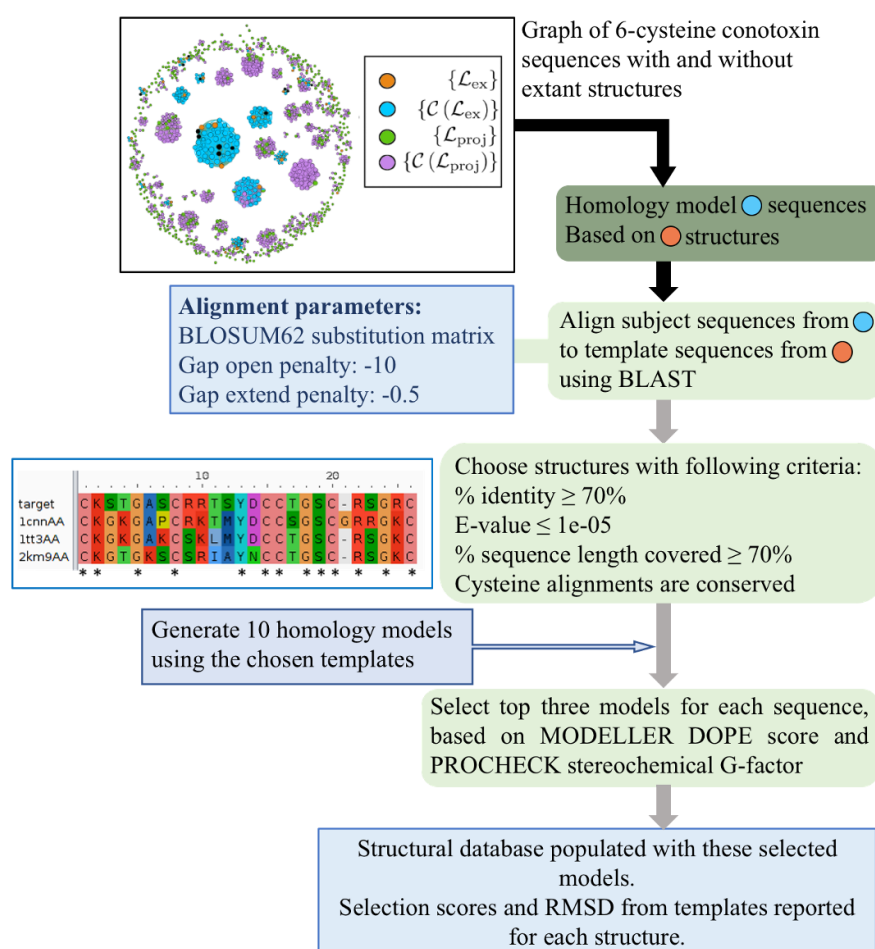 Graph of 6-cysteine conotoxin
sequences with and without
extant structures
{𝓛ex}
{𝓒 (𝓛ex)}
{𝓛proj}
{𝓒 (𝓛proj)}
Homology model sequences
Based on structures
Alignment parameters:
BLOSUM62 substitution matrix
Gap open penalty: -10
Gap extend penalty: -0.5
Align subject sequences from
to template sequences from
using BLAST
10 20
target CKSTGASCRRTSYDCCTGSC-RSGRC
1cnnAA CKGKGAPCRKTMYDCCSGSCGRRGKC
1tt3AA CKGKGAKCSKLMYDCCTGSC-RSGKC
2km9AA CKGTGKSCSRIAYNCCTGSC-RSGKC
* * * * * * * * * * * * *
Choose structures with following criteria:
% identity ≥ 70%
E-value ≤ 1e-05
% sequence length covered ≥ 70%
Cysteine alignments are conserved
Generate 10 homology models
using the chosen templates
Select top three models for each sequence,
based on MODELLER DOPE score and
PROCHECK stereochemical G-factor
Structural database populated with these selected
models.
Selection scores and RMSD from templates reported
for each structure.